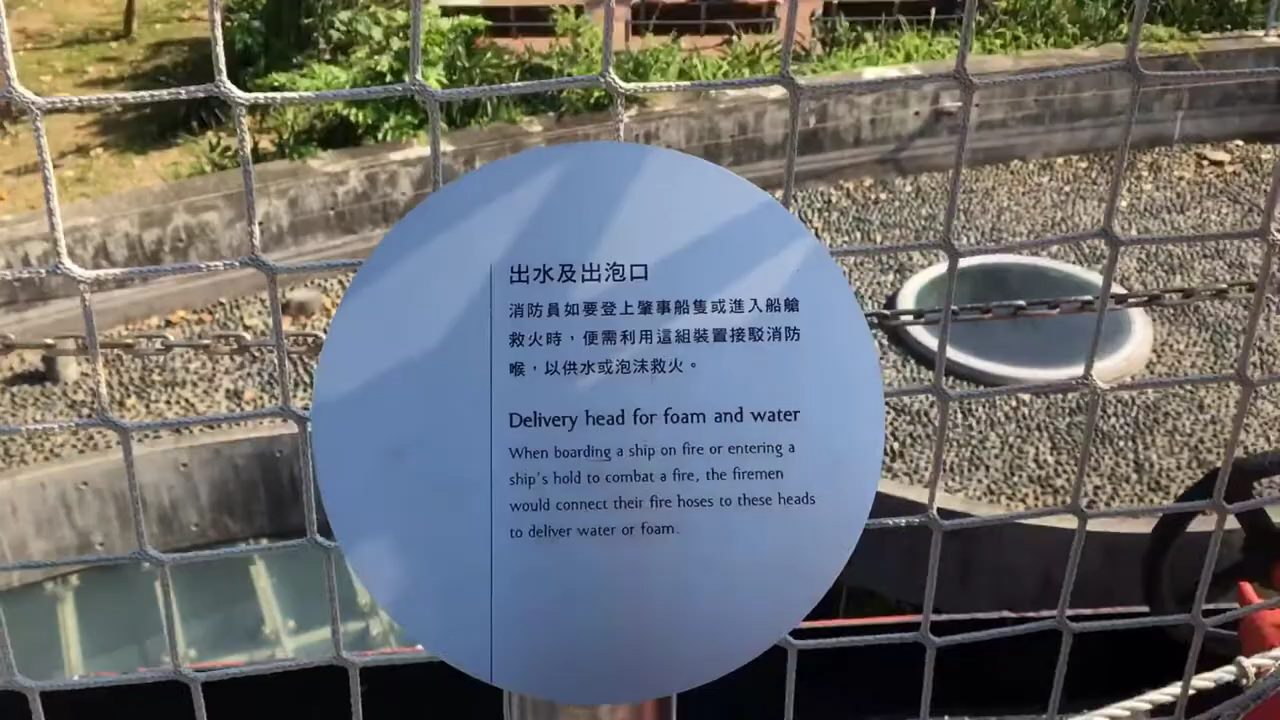 出水及出泡口
消防員如要登上肇事船隻或進入船艙
救火時，便需利用這組裝置接駁消防
喉，以供水或泡沫救火。
Delivery head for foam and water
When boarding a ship on fire or entering a
ship's hold to combat a fire, the firemen
would connect their fire hoses to these heads
to deliver water or foam.